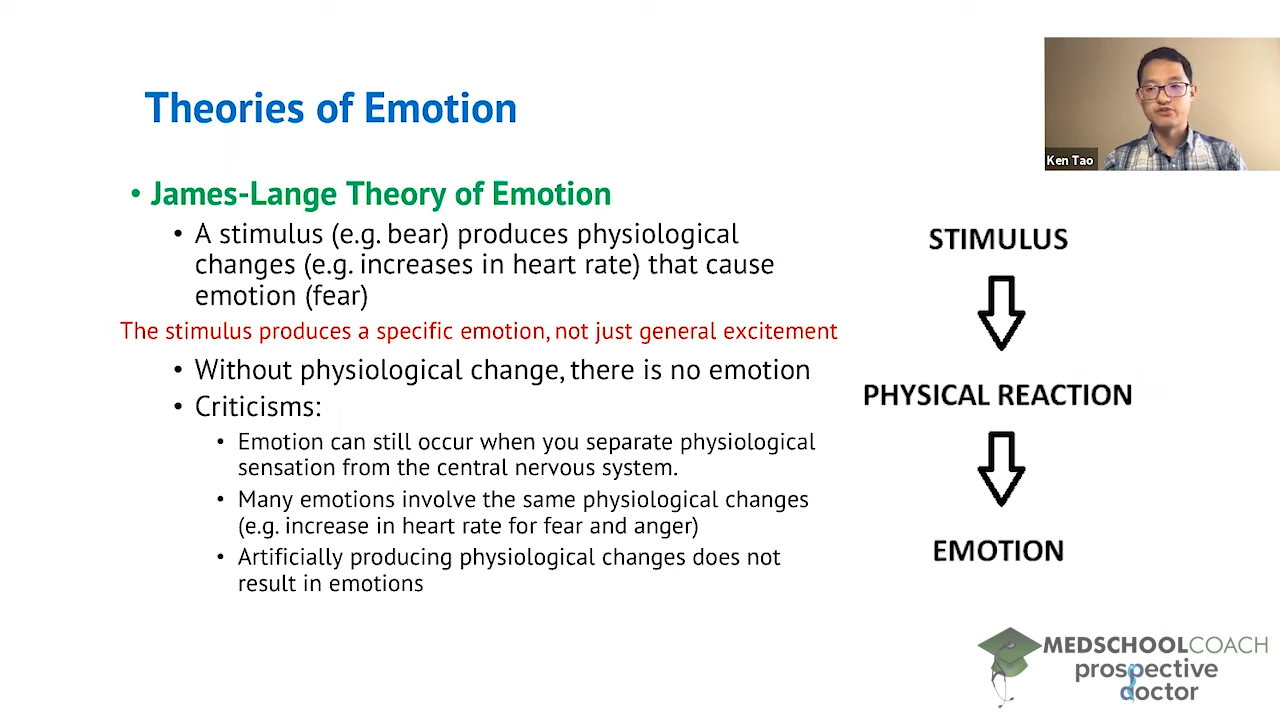 Theories of Emotion
Ken Tao
• James-Lange Theory of Emotion
• A stimulus (e.g. bear) produces physiological
changes (e.g. increases in heart rate) that cause
emotion (fear)
The stimulus produces a specific emotion, not just general excitement
• Without physiological change, there is no emotion
• Criticisms:
• Emotion can still occur when you separate physiological
sensation from the central nervous system.
• Many emotions involve the same physiological changes
(e.g. increase in heart rate for fear and anger)
• Artificially producing physiological changes does not
result in emotions
STIMULUS
PHYSICAL REACTION
EMOTION
MEDSCHOOLCOACH
prospective
doctor